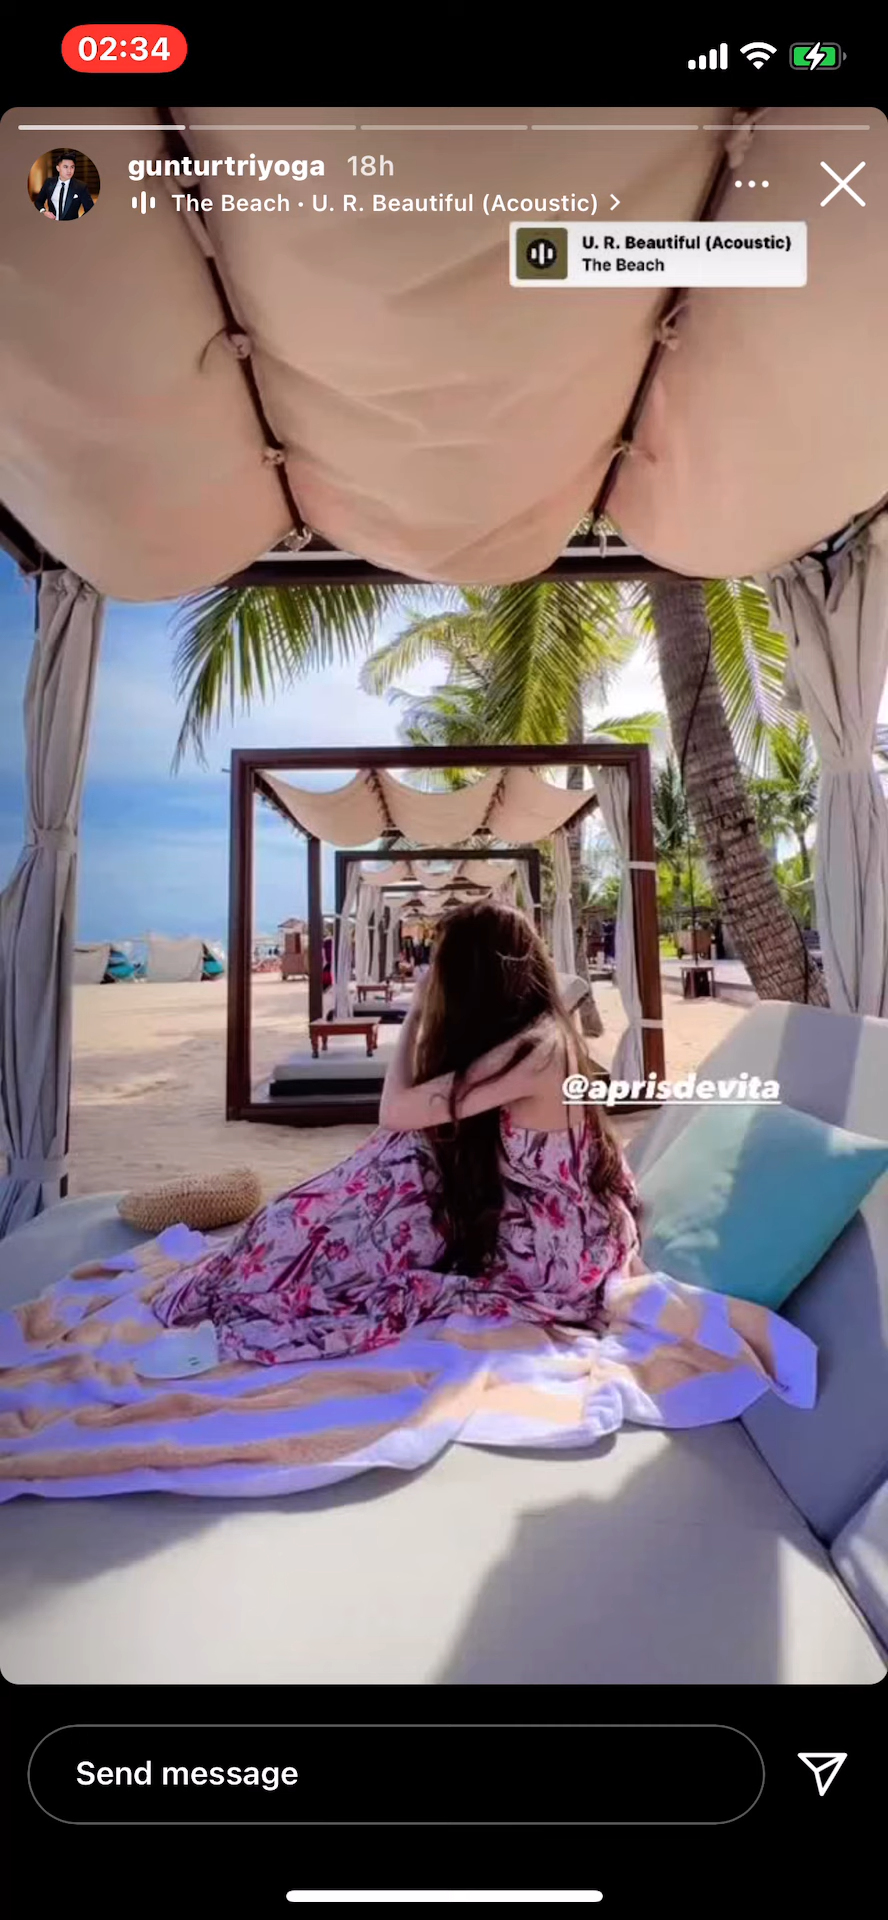 02:34
gunturtriyoga 18h
The Beach • U. R. Beautiful (Acoustic) >
U. R. Beautiful (Acoustic)
The Beach
@aprisdevita
Send message